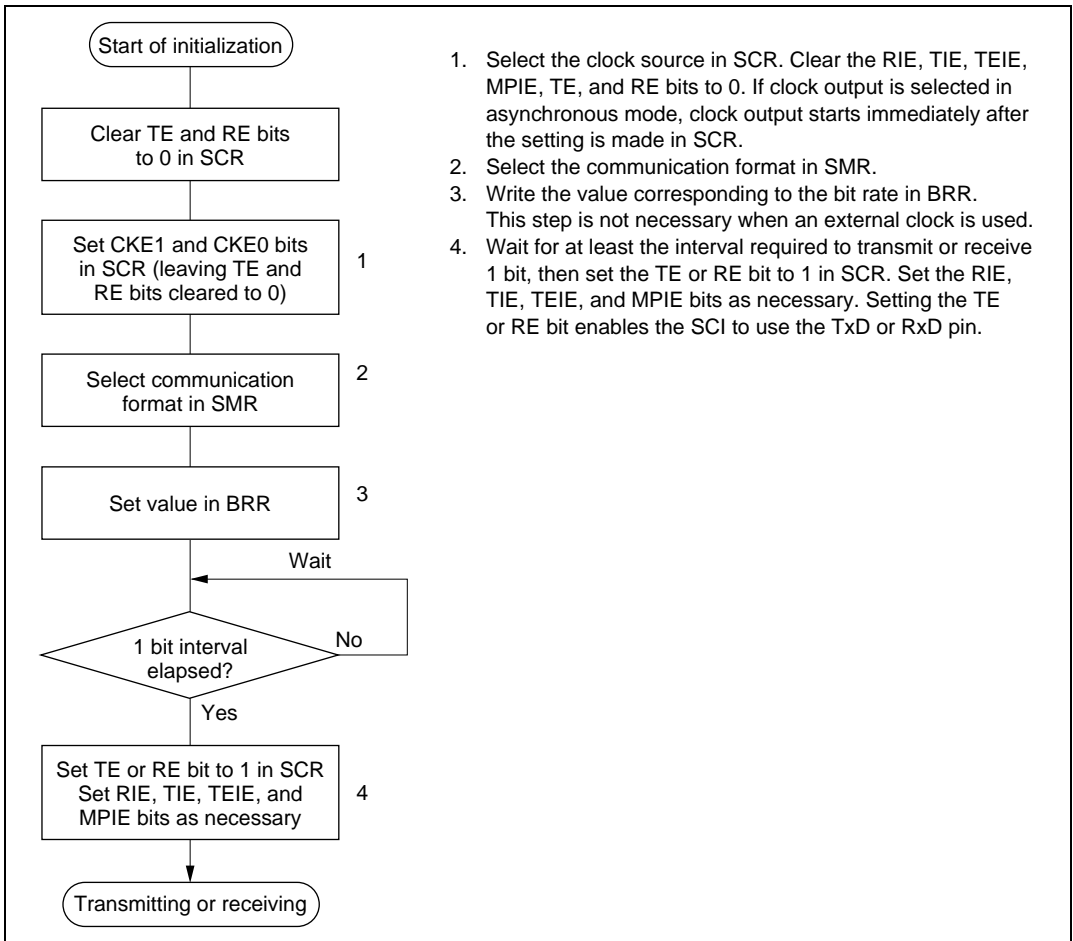 Start of initialization
Clear TE and RE bits
to 0 in SCR
Set CKE1 and CKE0 bits
in SCR (leaving TE and
RE bits cleared to 0)
1
Select communication
format in SMR
2
Set value in BRR
3
Wait
1 bit interval
elapsed?
No
Yes
Set TE or RE bit to 1 in SCR
Set RIE, TIE, TEIE, and
MPIE bits as necessary
4
Transmitting or receiving
1. Select the clock source in SCR. Clear the RIE, TIE, TEIE,
MPIE, TE, and RE bits to 0. If clock output is selected in
asynchronous mode, clock output starts immediately after
the setting is made in SCR.
2. Select the communication format in SMR.
3. Write the value corresponding to the bit rate in BRR.
This step is not necessary when an external clock is used.
4. Wait for at least the interval required to transmit or receive
1 bit, then set the TE or RE bit to 1 in SCR. Set the RIE,
TIE, TEIE, and MPIE bits as necessary. Setting the TE
or RE bit enables the SCI to use the TxD or RxD pin.